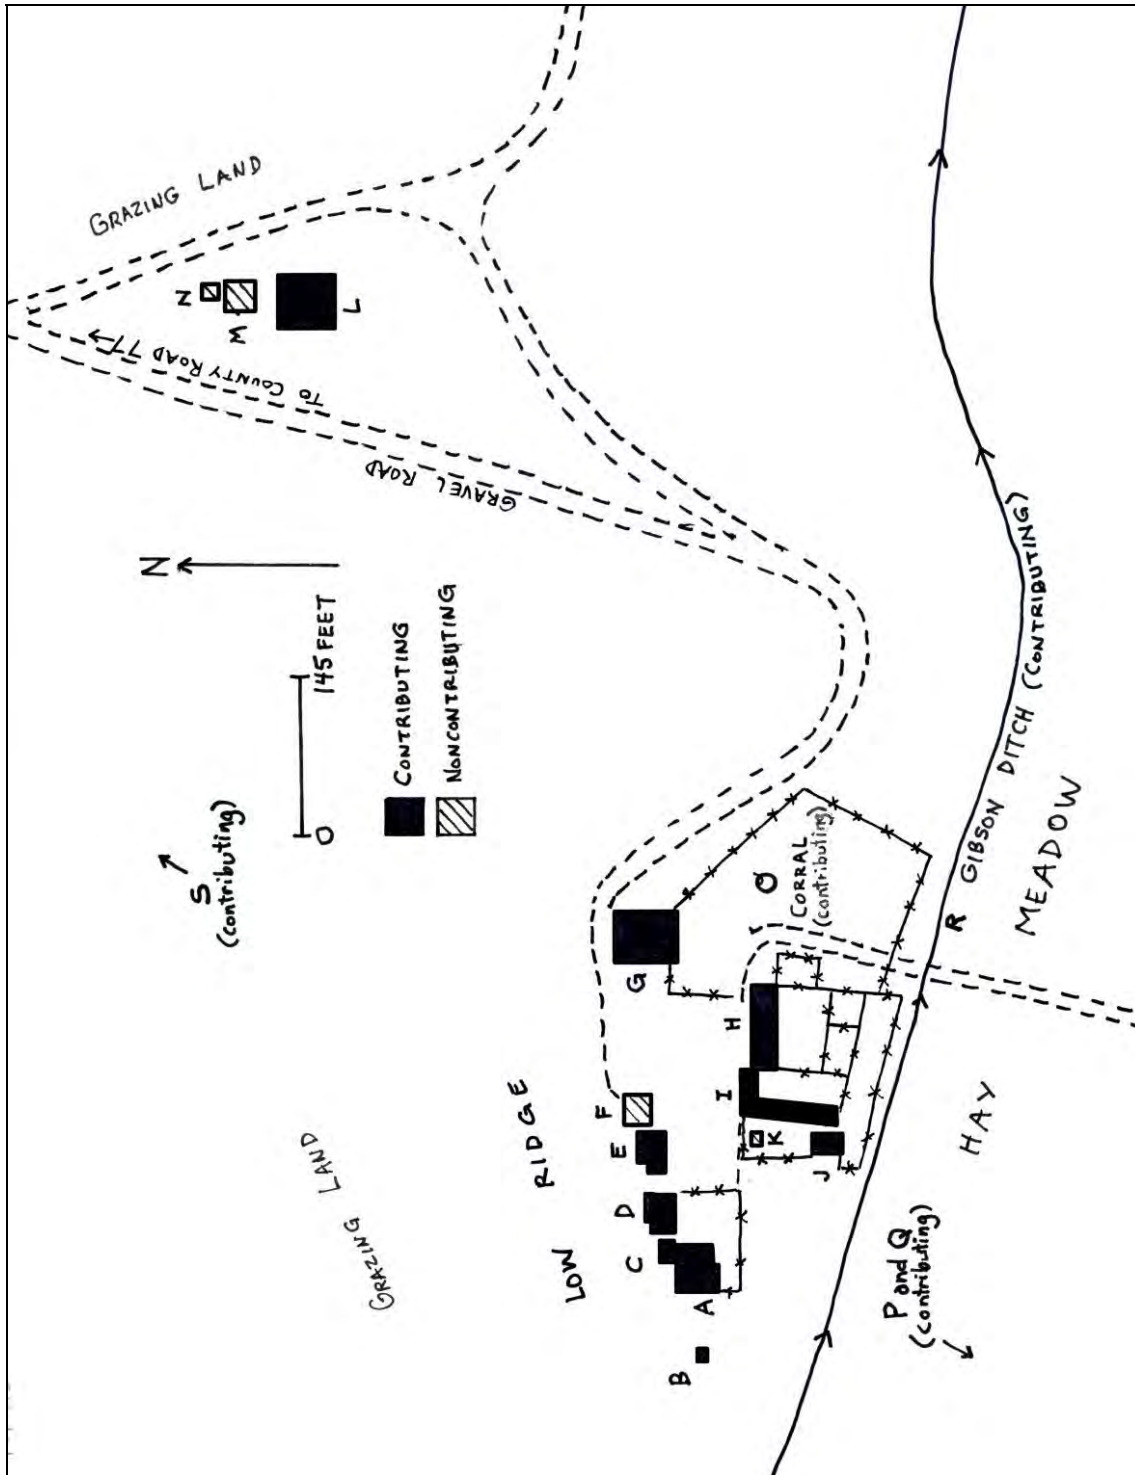 GRAZING LAND
N
M
L
TO COUNTY ROAD 77
GRAVEL ROAD
N
0 145 FEET
CONTRIBUTING
NONCONTRIBUTING
S
(contributing)
GRAZING LAND
LOW RIDGE
A
B
C
D
E
F
G
H
I
J
K
O
CORRAL
(contributing)
R GIBSON DITCH (CONTRIBUTING)
HAY MEADOW
P and Q
(contributing)